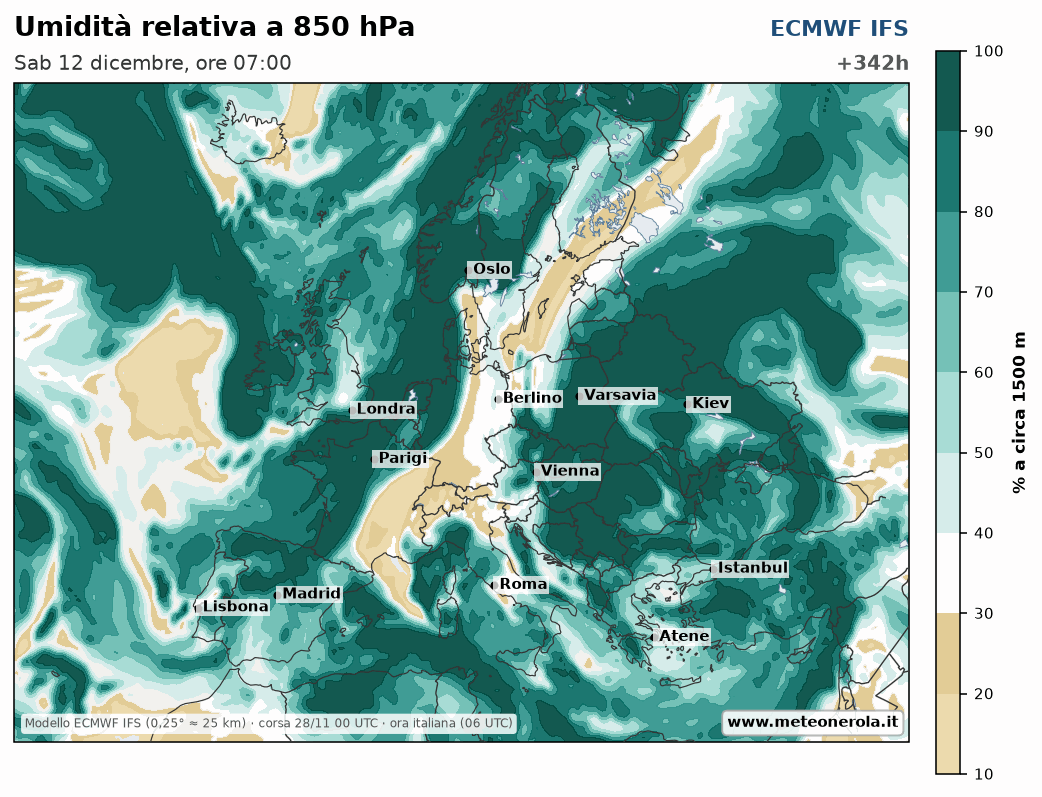 Umidità relativa a 850 hPa
ECMWF IFS
Sab 12 dicembre, ore 07:00
+342h
100
90
80
70
60
50
40
30
20
10
% a circa 1500 m
Oslo
Londra
Berlino
Varsavia
Kiev
Parigi
Vienna
Istanbul
Roma
Madrid
Lisbona
Atene
Modello ECMWF IFS (0,25° ≈ 25 km) · corsa 28/11 00 UTC · ora italiana (06 UTC)
www.meteonerola.it